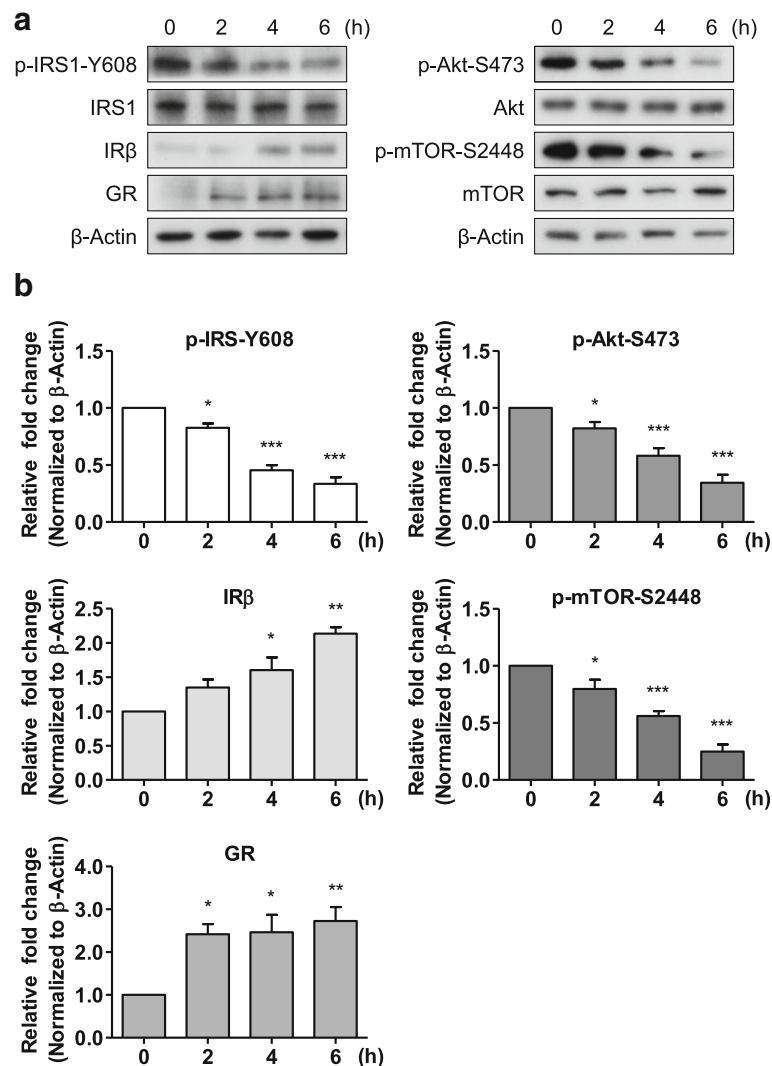 a
0 2 4 6 (h)
p-IRS1-Y608
IRS1
IRβ
GR
β-Actin
0 2 4 6 (h)
p-Akt-S473
Akt
p-mTOR-S2448
mTOR
β-Actin
b
p-IRS-Y608
Relative fold change
(Normalized to β-Actin)
1.5
1.0
0.5
0.0
* *** ***
0 2 4 6 (h)
p-Akt-S473
Relative fold change
(Normalized to β-Actin)
1.5
1.0
0.5
0.0
* *** ***
0 2 4 6 (h)
IRβ
Relative fold change
(Normalized to β-Actin)
2.5
2.0
1.5
1.0
0.5
0.0
* **
0 2 4 6 (h)
p-mTOR-S2448
Relative fold change
(Normalized to β-Actin)
1.5
1.0
0.5
0.0
* *** ***
0 2 4 6 (h)
GR
Relative fold change
(Normalized to β-Actin)
4.0
3.0
2.0
1.0
0.0
* * **
0 2 4 6 (h)